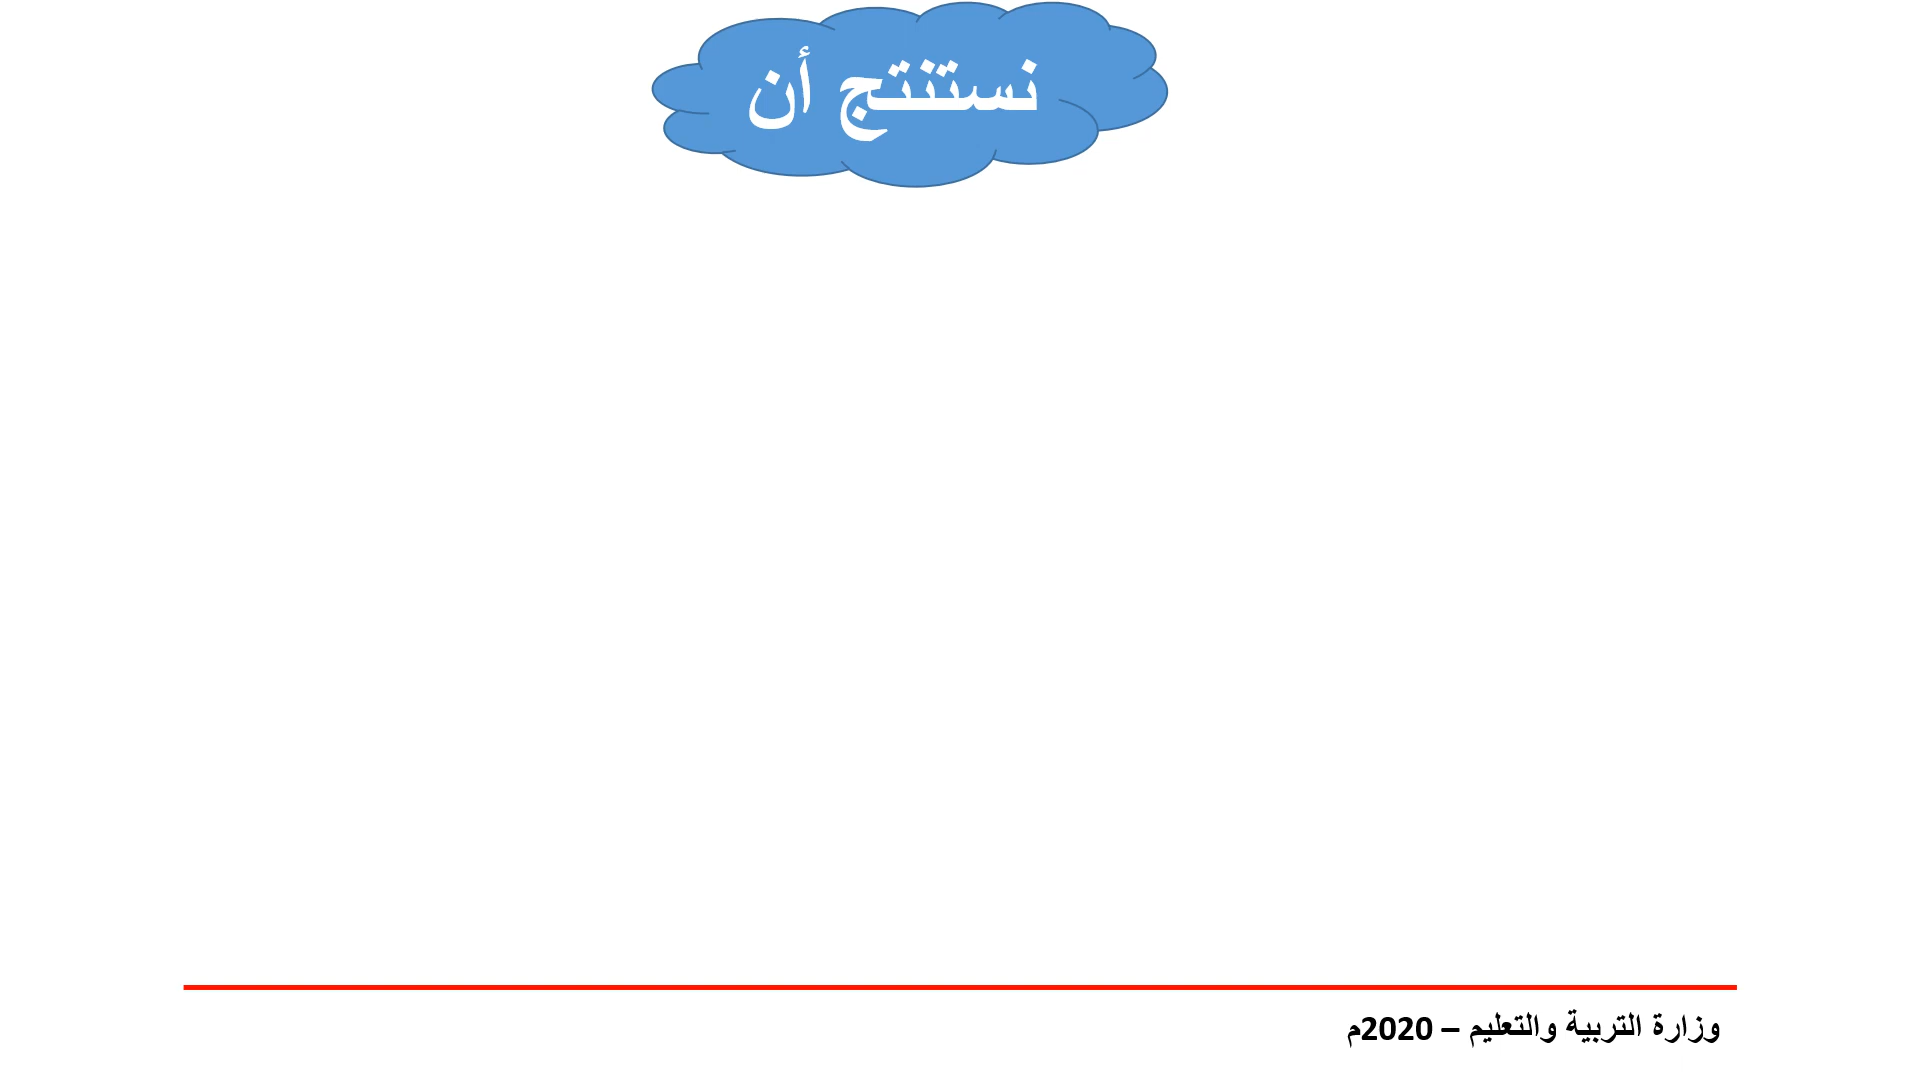 نستنتج أن
وزارة التربية والتعليم – 2020م